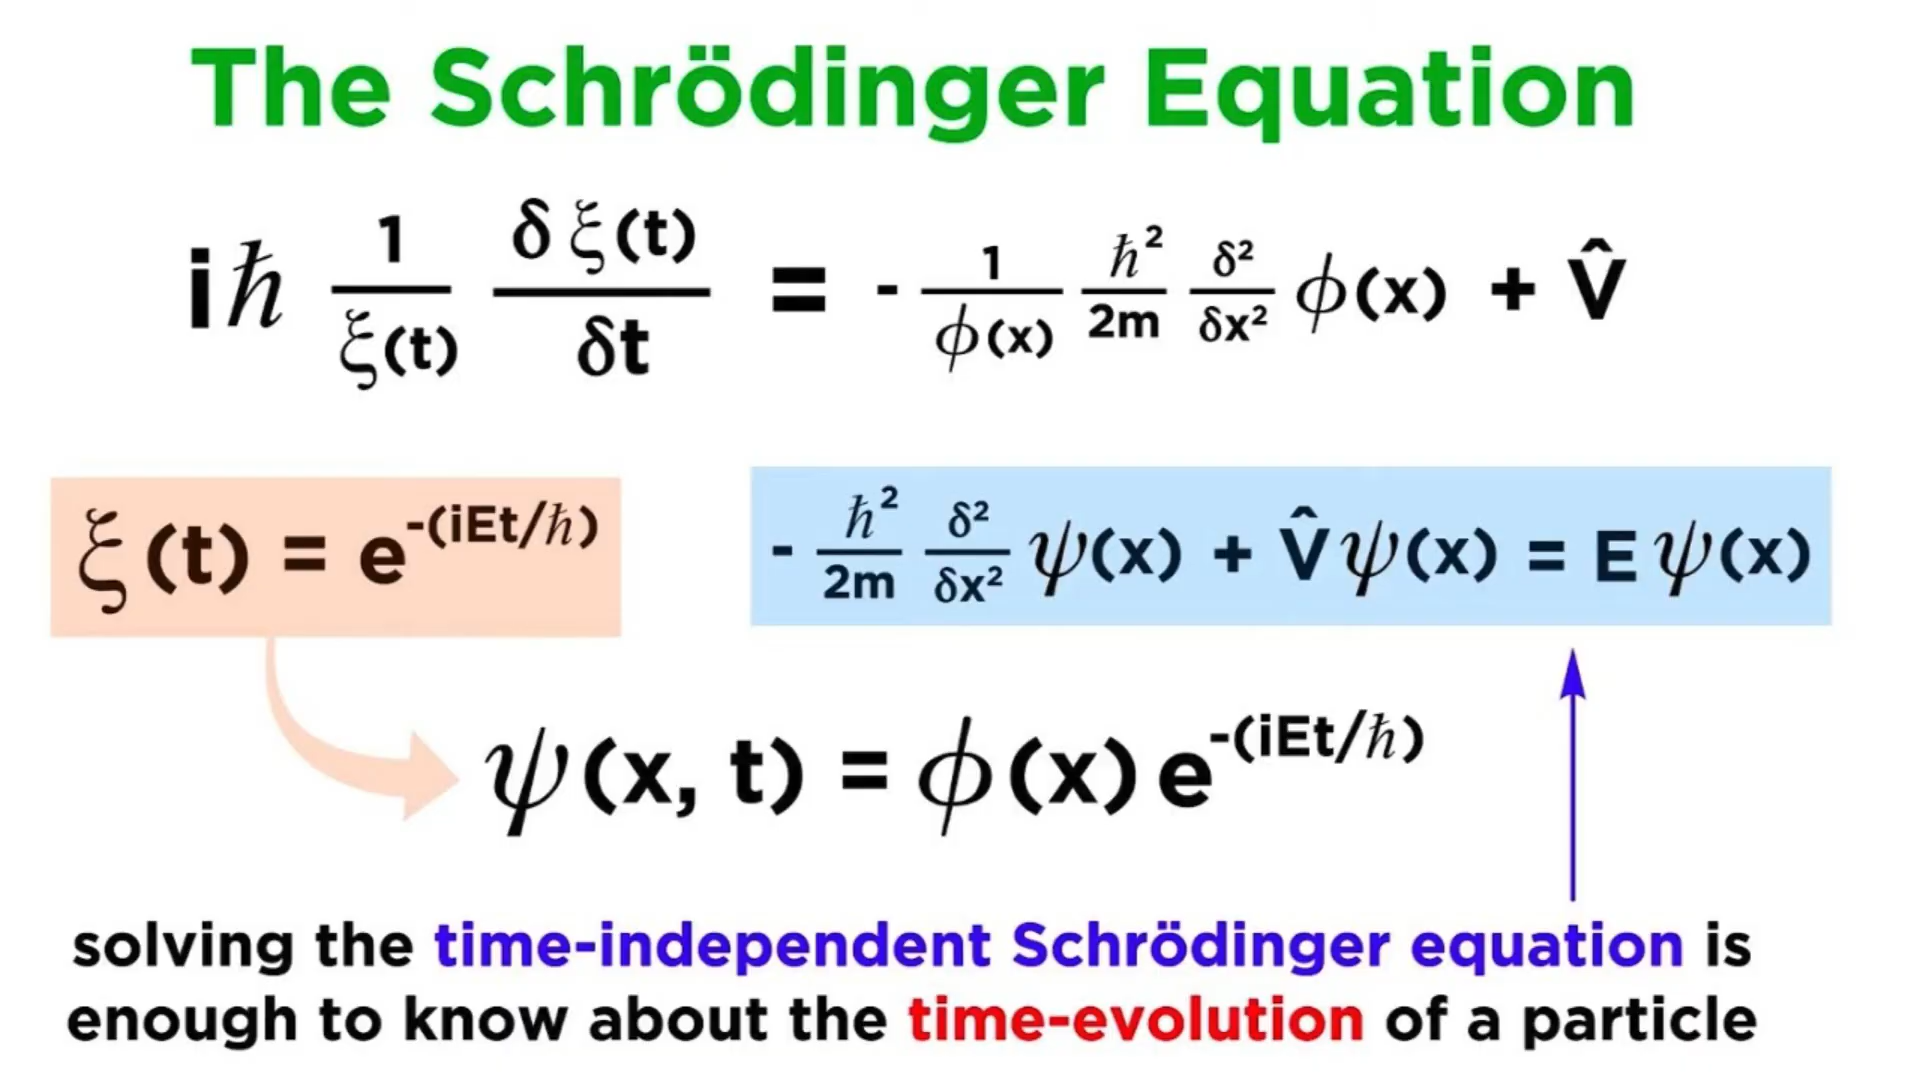 The Schrödinger Equation
iħ 1/ξ(t) δξ(t)/δt = - 1/ϕ(x) ħ²/2m δ²/δx² ϕ(x) + V̂
ξ(t) = e^-(iEt/ħ)
- ħ²/2m δ²/δx² ψ(x) + V̂ψ(x) = Eψ(x)
ψ(x, t) = ϕ(x) e^-(iEt/ħ)
solving the time-independent Schrödinger equation is
enough to know about the time-evolution of a particle